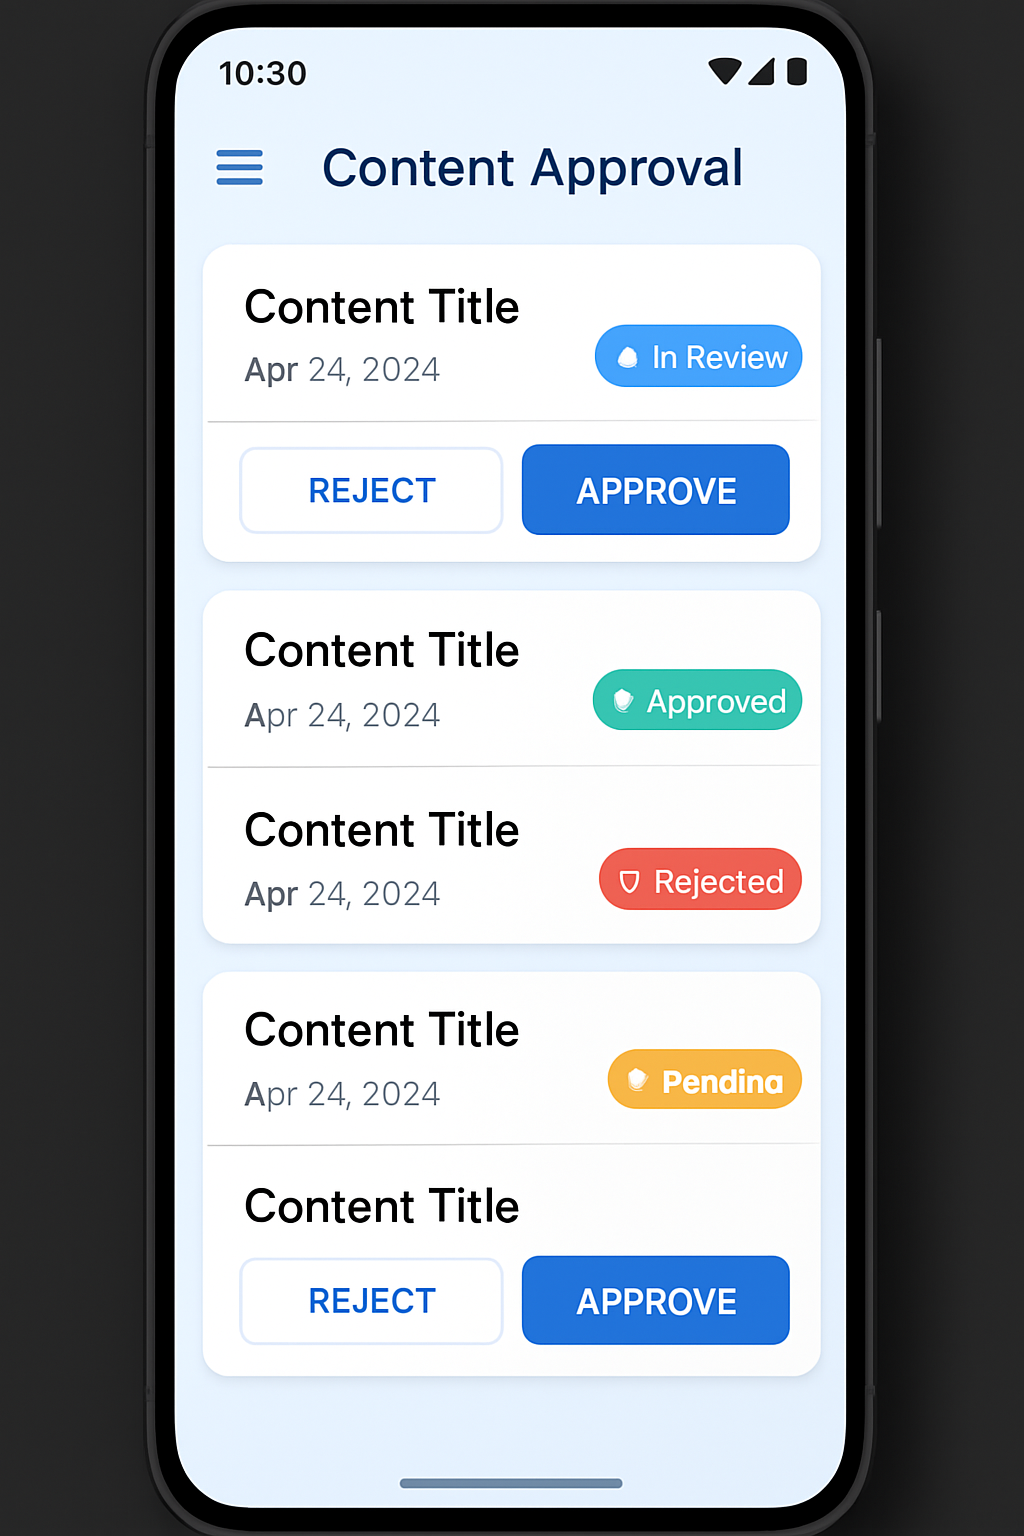 10:30
Content Approval
Content Title
Apr 24, 2024
In Review
REJECT
APPROVE
Content Title
Apr 24, 2024
Approved
Content Title
Apr 24, 2024
Rejected
Content Title
Apr 24, 2024
Pendina
Content Title
REJECT
APPROVE